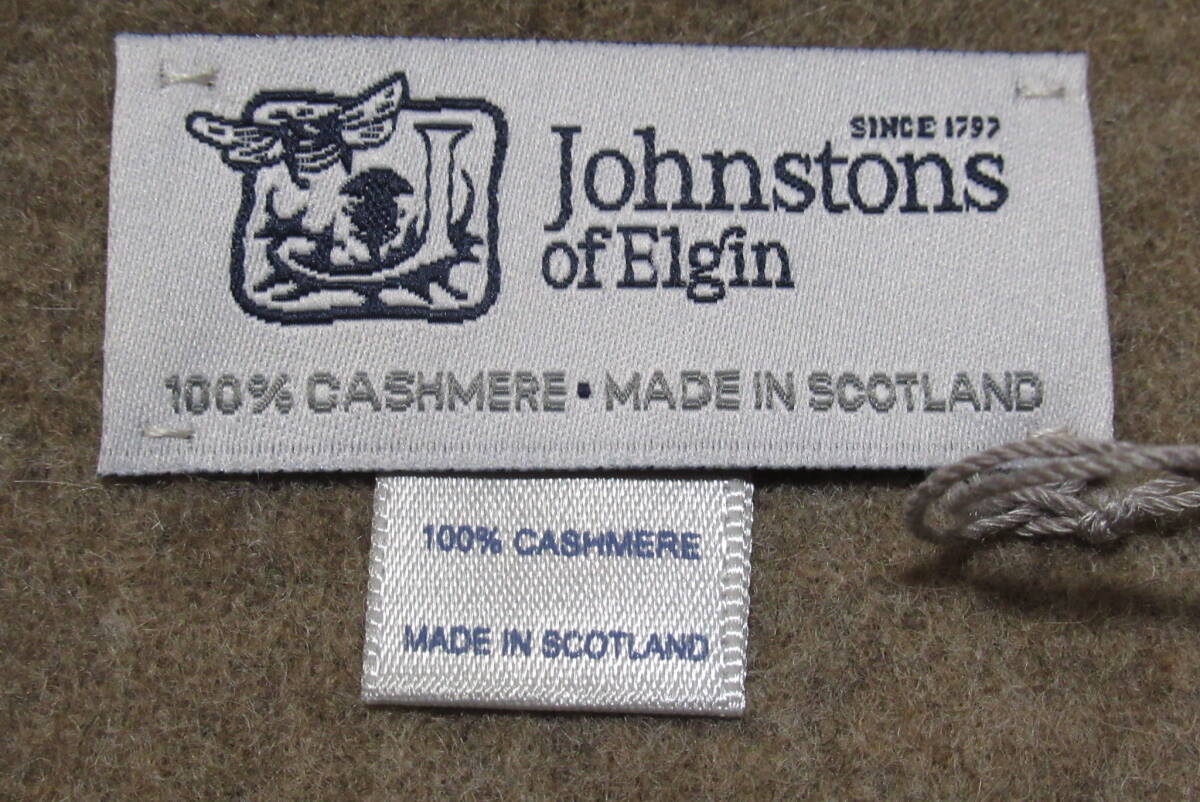 SINCE 1797
Johnstons
of Elgin
100% CASHMERE · MADE IN SCOTLAND
100% CASHMERE
MADE IN SCOTLAND